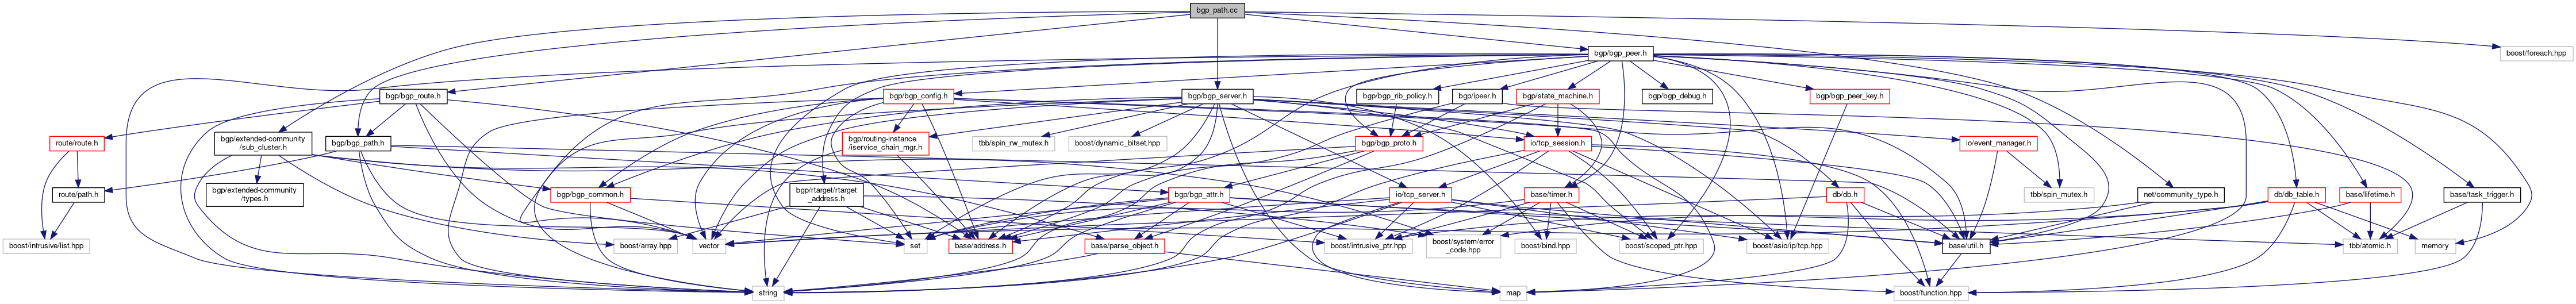 bgp_path.cc
bgp/bgp_peer.h
boost/foreach.hpp
bgp/bgp_route.h
bgp/bgp_config.h
bgp/bgp_server.h
bgp/bgp_rib_policy.h
bgp/ipeer.h
bgp/state_machine.h
bgp/bgp_debug.h
bgp/bgp_peer_key.h
route/route.h
bgp/extended-community
/sub_cluster.h
bgp/bgp_path.h
bgp/routing-instance
/iservice_chain_mgr.h
tbb/spin_rw_mutex.h
boost/dynamic_bitset.hpp
bgp/bgp_proto.h
io/tcp_session.h
io/event_manager.h
route/path.h
bgp/extended-community
/types.h
bgp/bgp_common.h
bgp/rtarget/rtarget
_address.h
bgp/bgp_attr.h
io/tcp_server.h
base/timer.h
db/db.h
tbb/spin_mutex.h
net/community_type.h
db/db_table.h
base/lifetime.h
base/task_trigger.h
boost/intrusive/list.hpp
boost/array.hpp
vector
set
base/address.h
base/parse_object.h
boost/intrusive_ptr.hpp
boost/system/error
_code.hpp
boost/bind.hpp
boost/scoped_ptr.hpp
boost/asio/ip/tcp.hpp
base/util.h
tbb/atomic.h
memory
string
map
boost/function.hpp